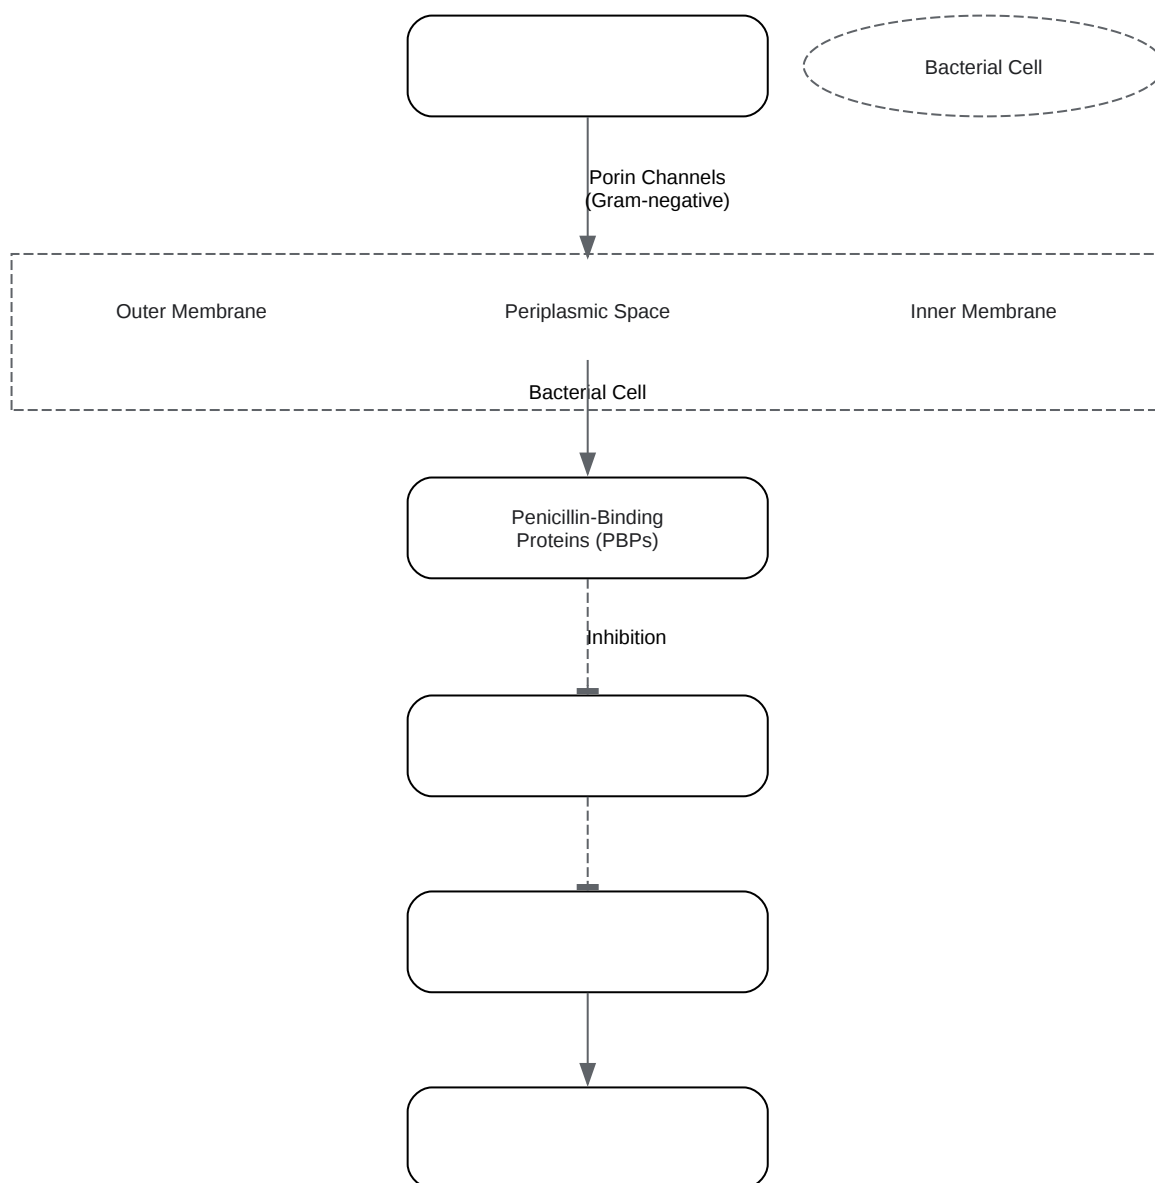 Bacterial Cell
Porin Channels
(Gram-negative)
Outer Membrane
Periplasmic Space
Inner Membrane
Bacterial Cell
Penicillin-Binding
Proteins (PBPs)
Inhibition